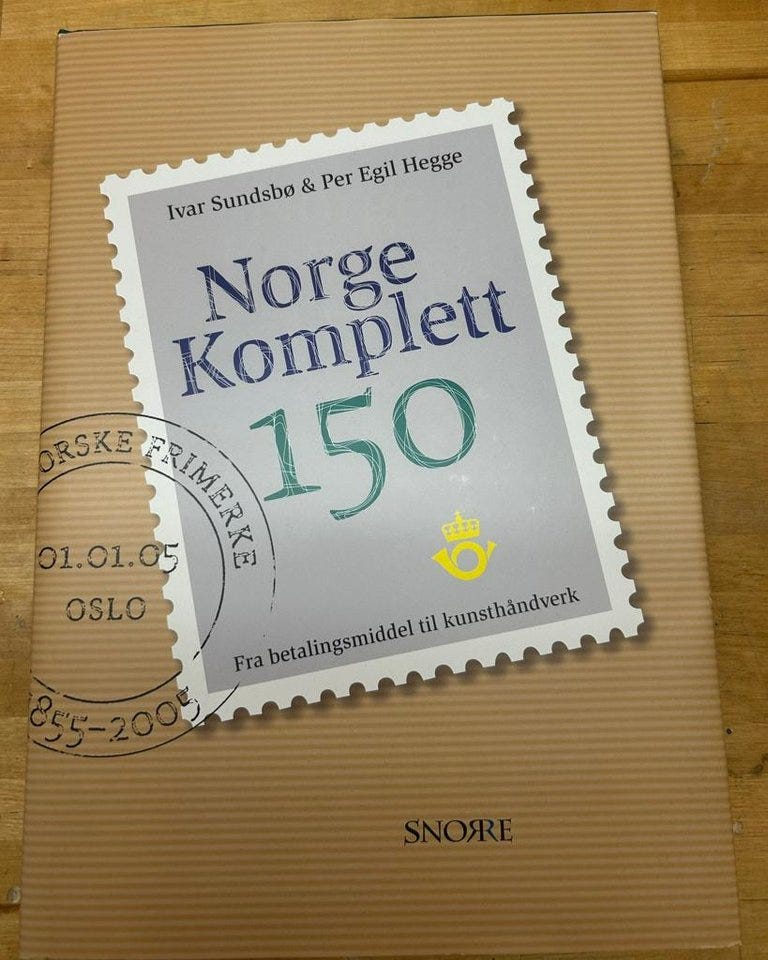 Ivar Sundsbø & Per Egil Hegge
Norge
Komplett
150
ORSKE FRIMERKE
01.01.05
OSLO
1855-2005
Fra betalingsmiddel til kunsthåndverk
SNORRE